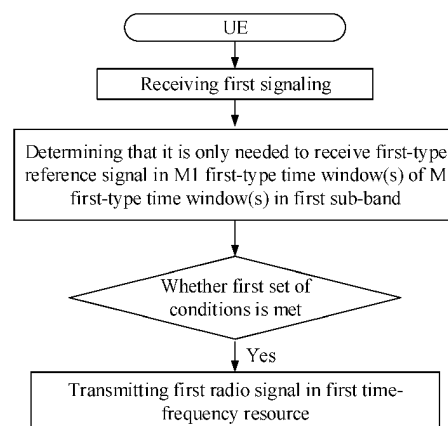 UE
Receiving first signaling
Determining that it is only needed to receive first-type
reference signal in M1 first-type time window(s) of M
first-type time window(s) in first sub-band
Whether first set of
conditions is met
Yes
Transmitting first radio signal in first time-
frequency resource